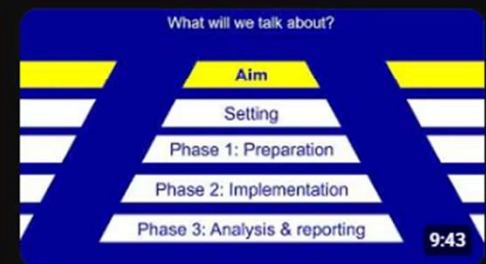 What will we talk about?
Aim
Setting
Phase 1: Preparation
Phase 2: Implementation
Phase 3: Analysis & reporting
9:43